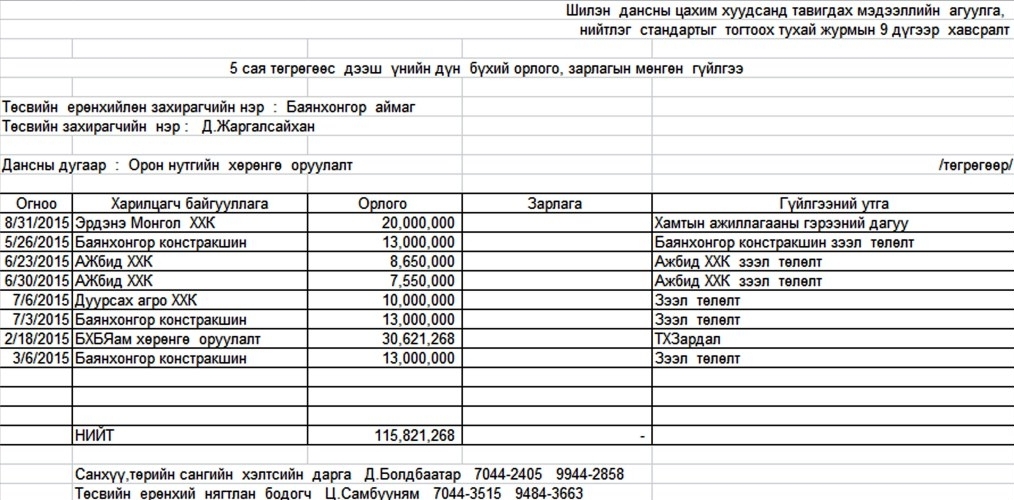 Шилэн дансны цахим хуудсанд тавигдах мэдээллийн агуулга,
нийтлэг стандартыг тогтоох тухай журмын 9 дүгээр хавсралт
5 сая төгрөгөөс дээш үнийн дүн бүхий орлого, зарлагын мөнгөн гүйлгээ
Төсвийн ерөнхийлөн захирагчийн нэр : Баянхонгор аймаг
Төсвийн захирагчийн нэр : Д.Жаргалсайхан
Дансны дугаар : Орон нутгийн хөрөнгө оруулалт /төгрөгөөр/
Огноо Харилцагч байгууллага Орлого Зарлага Гүйлгээний утга
8/31/2015 Эрдэнэ Монгол ХХК 20,000,000 Хамтын ажиллагааны гэрээний дагуу
5/26/2015 Баянхонгор констракшин 13,000,000 Баянхонгор констракшин зээл төлөлт
6/23/2015 АЖбид ХХК 8,650,000 Ажбид ХХК зээл төлөлт
6/30/2015 АЖбид ХХК 7,550,000 Ажбид ХХК зээл төлөлт
7/6/2015 Дуурсах агро ХХК 10,000,000 Зээл төлөлт
7/3/2015 Баянхонгор констракшин 13,000,000 Зээл төлөлт
2/18/2015 БХБЯам хөрөнгө оруулалт 30,621,268 ТХЗардал
3/6/2015 Баянхонгор констракшин 13,000,000 Зээл төлөлт
НИЙТ 115,821,268 -
Санхүү,төрийн сангийн хэлтсийн дарга Д.Болдбаатар 7044-2405 9944-2858
Төсвийн ерөнхий нягтлан бодогч Ц.Самбууням 7044-3515 9484-3663